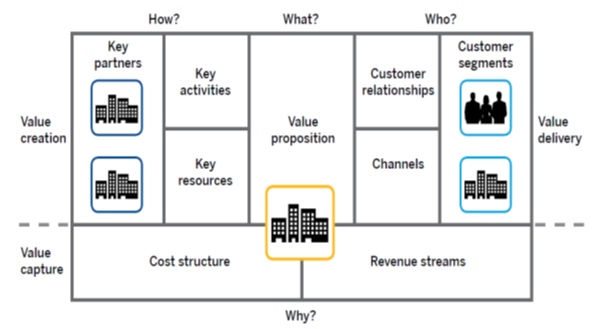 How?
What?
Who?
Key
partners
Key
activities
Key
resources
Value
proposition
Customer
relationships
Channels
Customer
segments
Value
creation
Value
delivery
Value
capture
Cost structure
Revenue streams
Why?